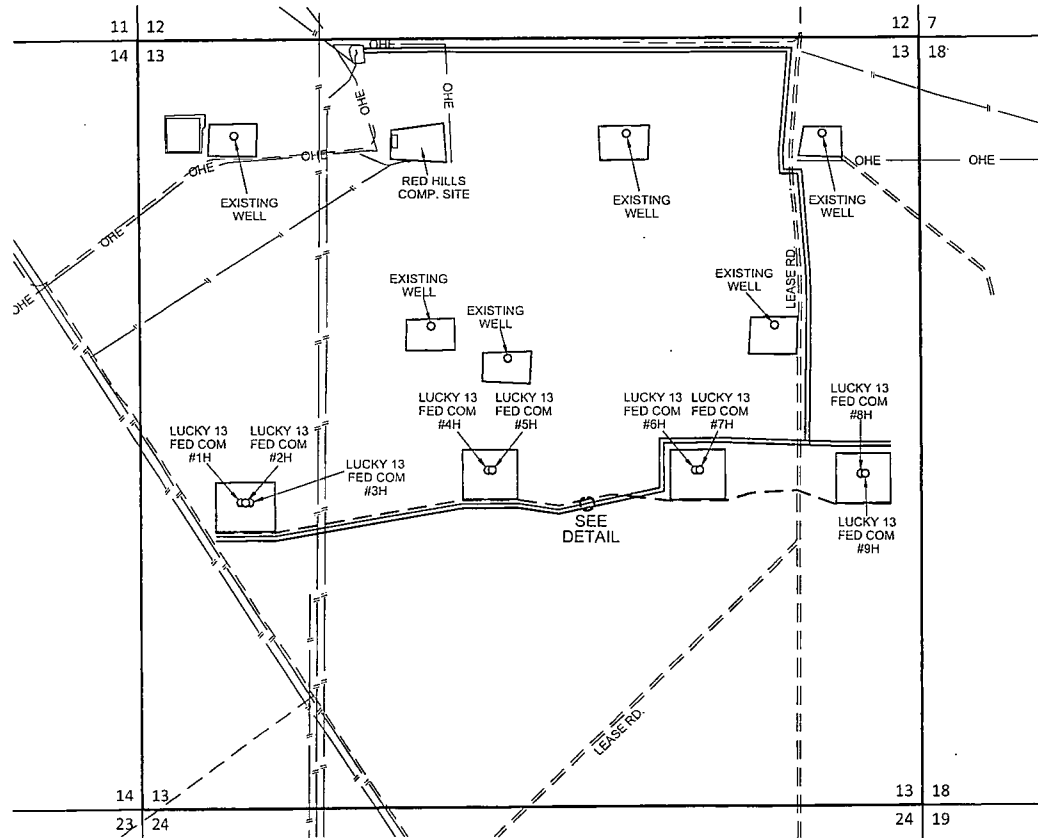 11 12
12 7
14 13
13 18
OHE
OHE
OHE
OHE
OHE
OHE
OHE
OHE
OHE
OHE
EXISTING
WELL
RED HILLS
COMP. SITE
EXISTING
WELL
EXISTING
WELL
LEASE RD.
EXISTING
WELL
EXISTING
WELL
EXISTING
WELL
LUCKY 13
FED COM
#1H
LUCKY 13
FED COM
#2H
LUCKY 13
FED COM
#3H
LUCKY 13
FED COM
#4H
LUCKY 13
FED COM
#5H
LUCKY 13
FED COM
#6H
LUCKY 13
FED COM
#7H
LUCKY 13
FED COM
#8H
LUCKY 13
FED COM
#9H
SEE
DETAIL
LEASE RD.
14 13
13 18
23 24
24 19